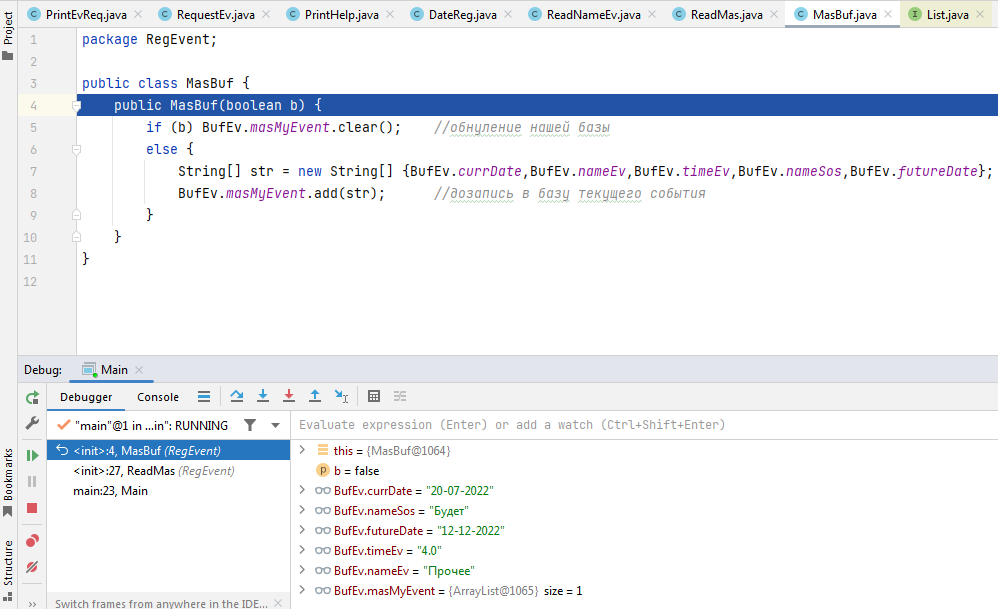 PrintEvReq.java RequestEv.java PrintHelp.java DateReg.java ReadNameEv.java ReadMas.java MasBuf.java List.java
Project
1 package RegEvent;
2
3 public class MasBuf {
4 public MasBuf(boolean b) {
5 if (b) BufEv.masMyEvent.clear(); //обнуление нашей базы
6 else {
7 String[] str = new String[] {BufEv.currDate,BufEv.nameEv,BufEv.timeEv,BufEv.nameSos,BufEv.futureDate};
8 BufEv.masMyEvent.add(str); //дозапись в базу текущего события
9 }
10 }
11 }
12
Debug: Main
Debugger Console
"main"@1 in ...in": RUNNING
Evaluate expression (Enter) or add a watch (Ctrl+Shift+Enter)
<init>:4, MasBuf (RegEvent)
<init>:27, ReadMas (RegEvent)
main:23, Main
this = {MasBuf@1064}
b = false
BufEv.currDate = "20-07-2022"
BufEv.nameSos = "Будет"
BufEv.futureDate = "12-12-2022"
BufEv.timeEv = "4.0"
BufEv.nameEv = "Прочее"
BufEv.masMyEvent = {ArrayList@1065} size = 1
Bookmarks
Structure
Switch frames from anywhere in the IDE...